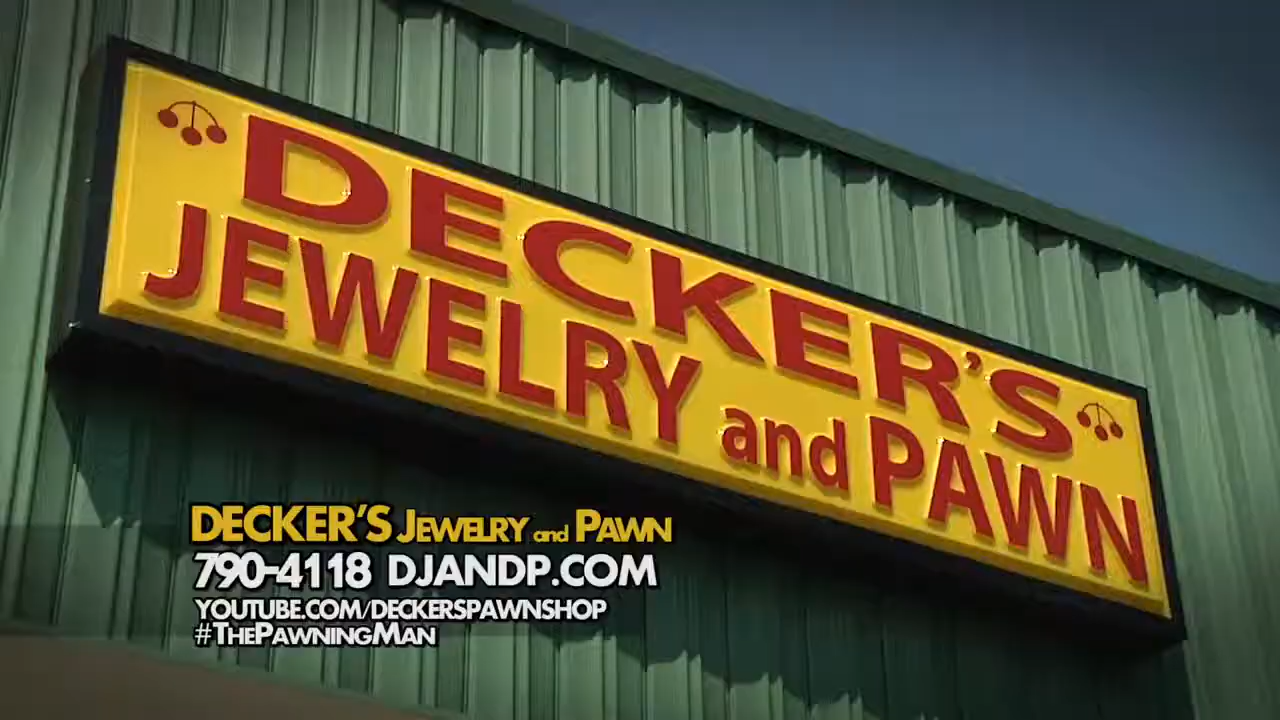 DECKER'S
JEWELRY and PAWN
DECKER'S JEWELRY and PAWN
790-4118 DJANDP.COM
YOUTUBE.COM/DECKERSPAWNSHOP
#THEPAWNINGMAN